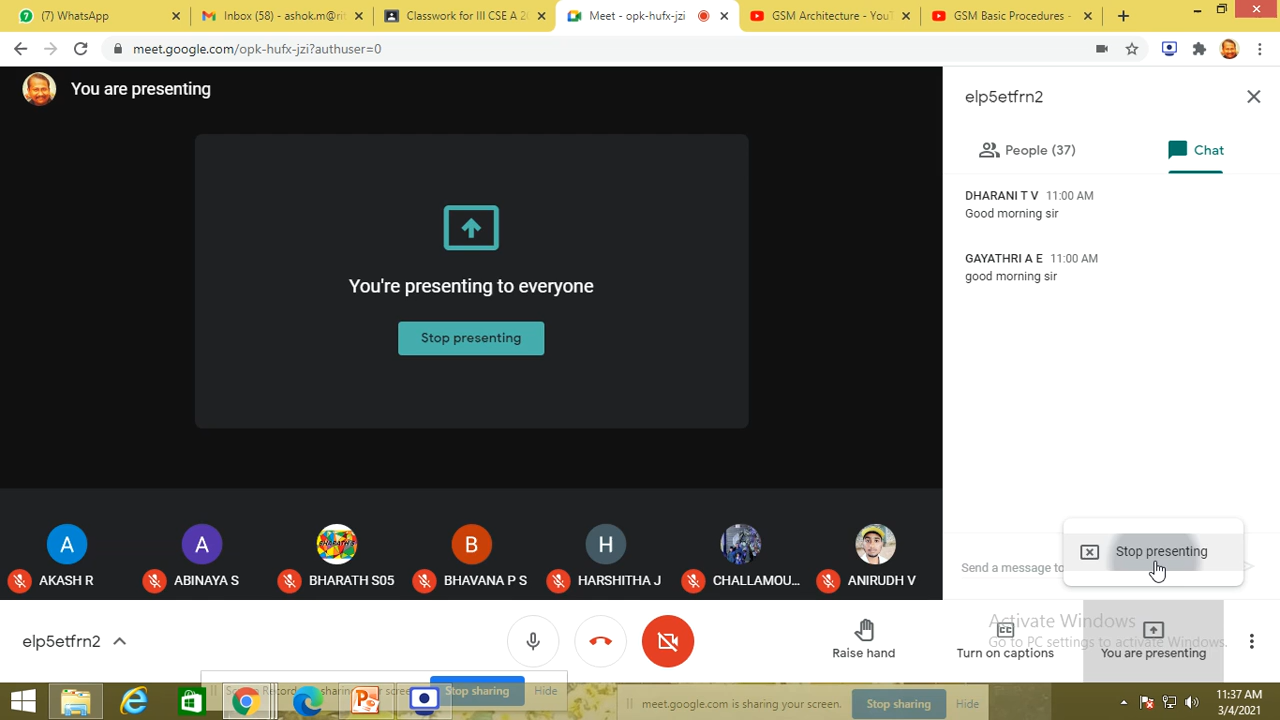 (7) WhatsApp
Inbox (58) - ashok.m@rit
Classwork for III CSE A 20
Meet - opk-hufx-jzi
GSM Architecture - YouT
GSM Basic Procedures -
meet.google.com/opk-hufx-jzi?authuser=0
You are presenting
elp5etfrn2
People (37)
Chat
DHARANI T V 11:00 AM
Good morning sir
GAYATHRI A E 11:00 AM
good morning sir
You're presenting to everyone
Stop presenting
Stop presenting
Send a message to
A
A
B
H
AKASH R
ABINAYA S
BHARATH S05
BHAVANA P S
HARSHITHA J
CHALLAMOU...
ANIRUDH V
Activate Windows
Go to PC settings to activate Windows.
elp5etfrn2
Raise hand
CC
Turn on captions
You are presenting
Stop sharing
Hide
meet.google.com is sharing your screen.
Stop sharing
Hide
11:37 AM
3/4/2021